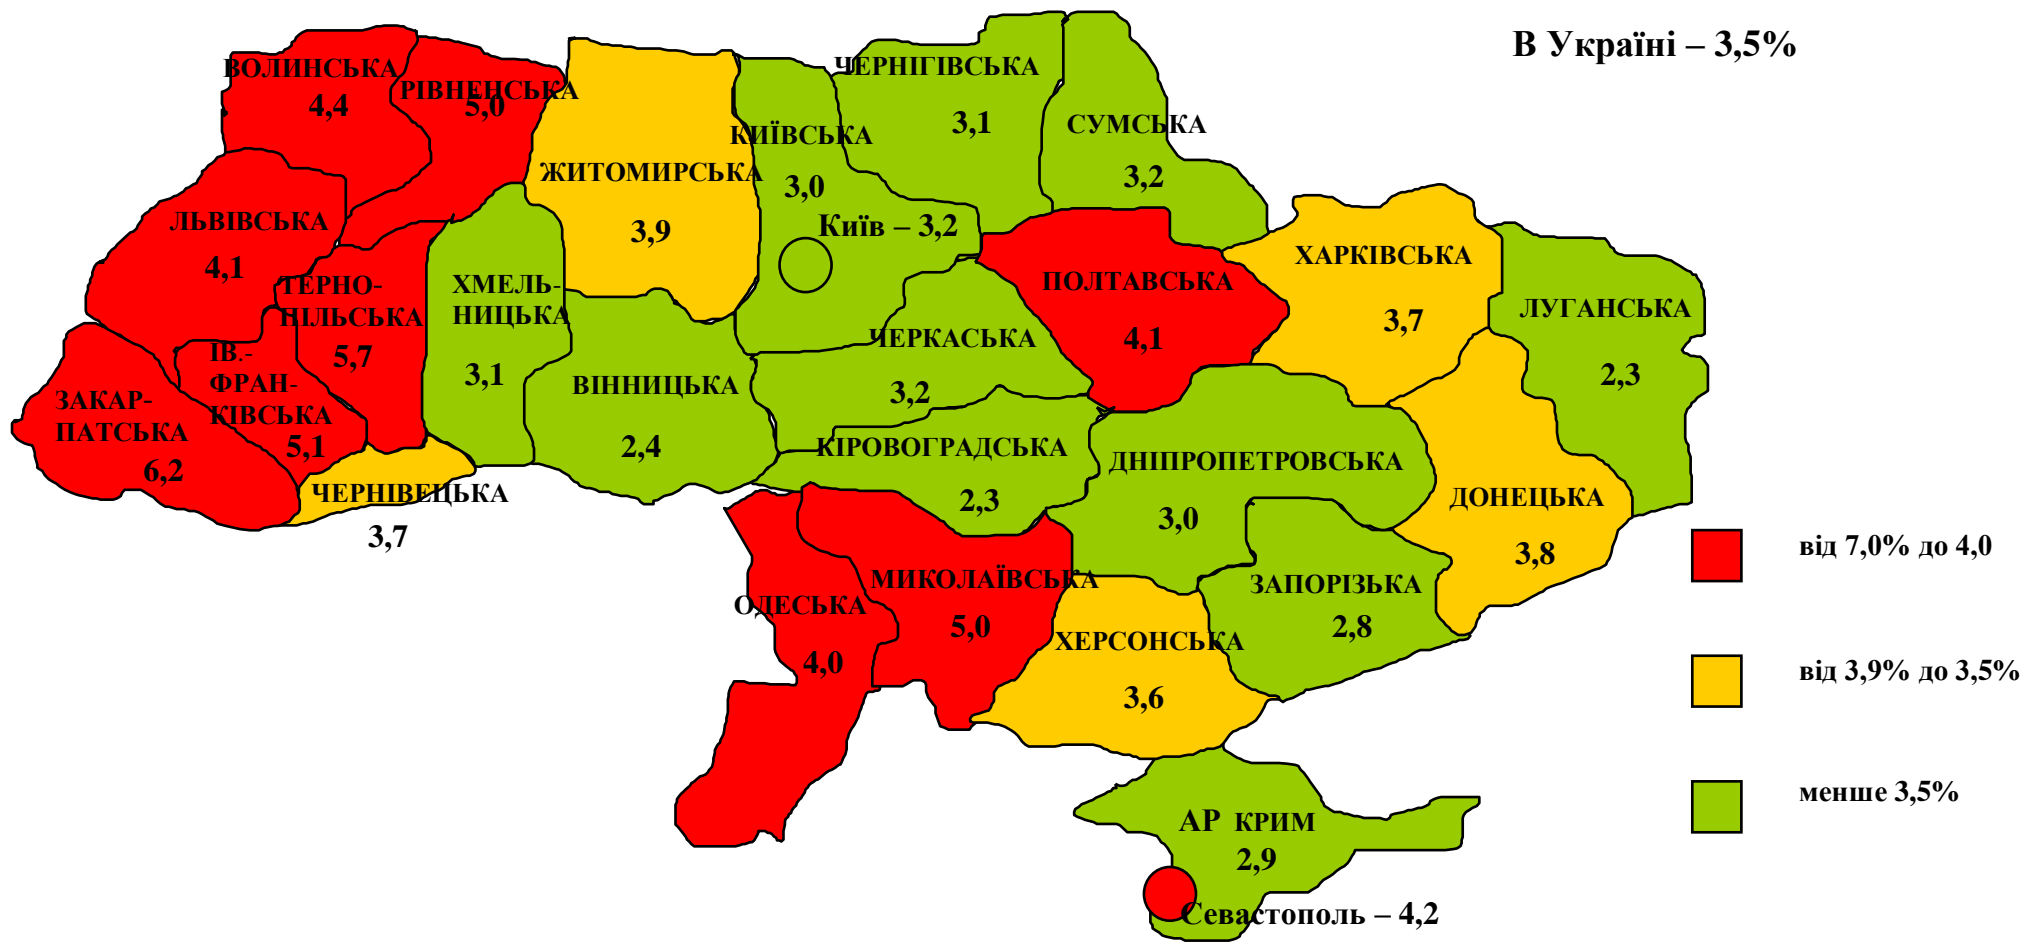 В Україні – 3,5%
ВОЛИНСЬКА
4,4
РІВНЕНСЬКА
5,0
ЖИТОМИРСЬКА
3,9
КИЇВСЬКА
3,0
Київ – 3,2
ЧЕРНІГІВСЬКА
3,1
СУМСЬКА
3,2
ЛЬВІВСЬКА
4,1
ТЕРНО-
ПІЛЬСЬКА
5,7
ХМЕЛЬ-
НИЦЬКА
3,1
ІВ.-
ФРАН-
КІВСЬКА
5,1
ЗАКАР-
ПАТСЬКА
6,2
ЧЕРНІВЕЦЬКА
3,7
ВІННИЦЬКА
2,4
ЧЕРКАСЬКА
3,2
КІРОВОГРАДСЬКА
2,3
ПОЛТАВСЬКА
4,1
ХАРКІВСЬКА
3,7
ЛУГАНСЬКА
2,3
ДНІПРОПЕТРОВСЬКА
3,0
ДОНЕЦЬКА
3,8
ЗАПОРІЗЬКА
2,8
МИКОЛАЇВСЬКА
5,0
ОДЕСЬКА
4,0
ХЕРСОНСЬКА
3,6
АР КРИМ
2,9
Севастополь – 4,2
від 7,0% до 4,0
від 3,9% до 3,5%
менше 3,5%